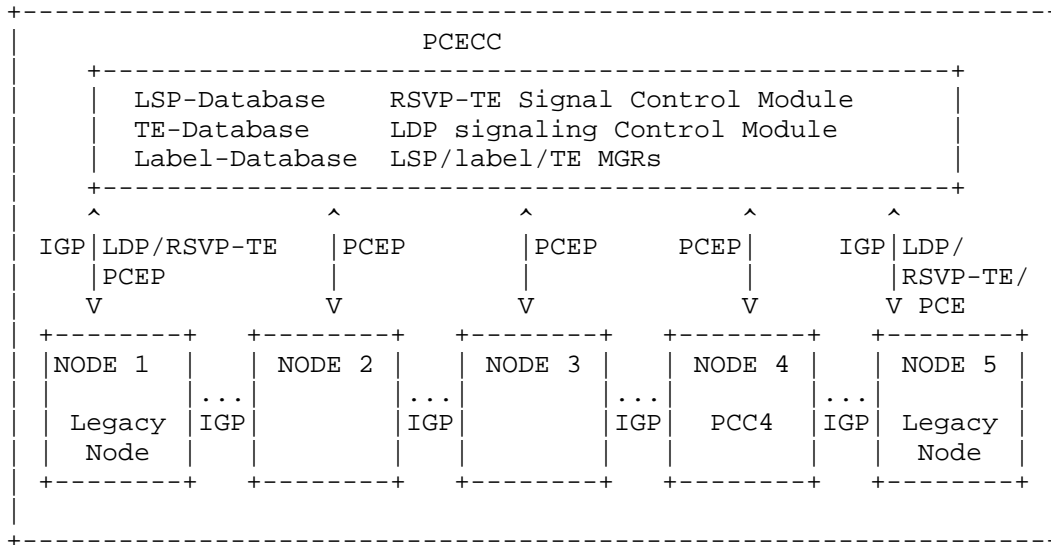 PCECC
LSP-Database RSVP-TE Signal Control Module
TE-Database LDP signaling Control Module
Label-Database LSP/label/TE MGRs
IGP LDP/RSVP-TE PCEP PCEP PCEP IGP LDP/
PCEP RSVP-TE/
PCE
NODE 1 NODE 2 NODE 3 NODE 4 NODE 5
... ... ... ...
Legacy IGP IGP IGP PCC4 IGP Legacy
Node Node